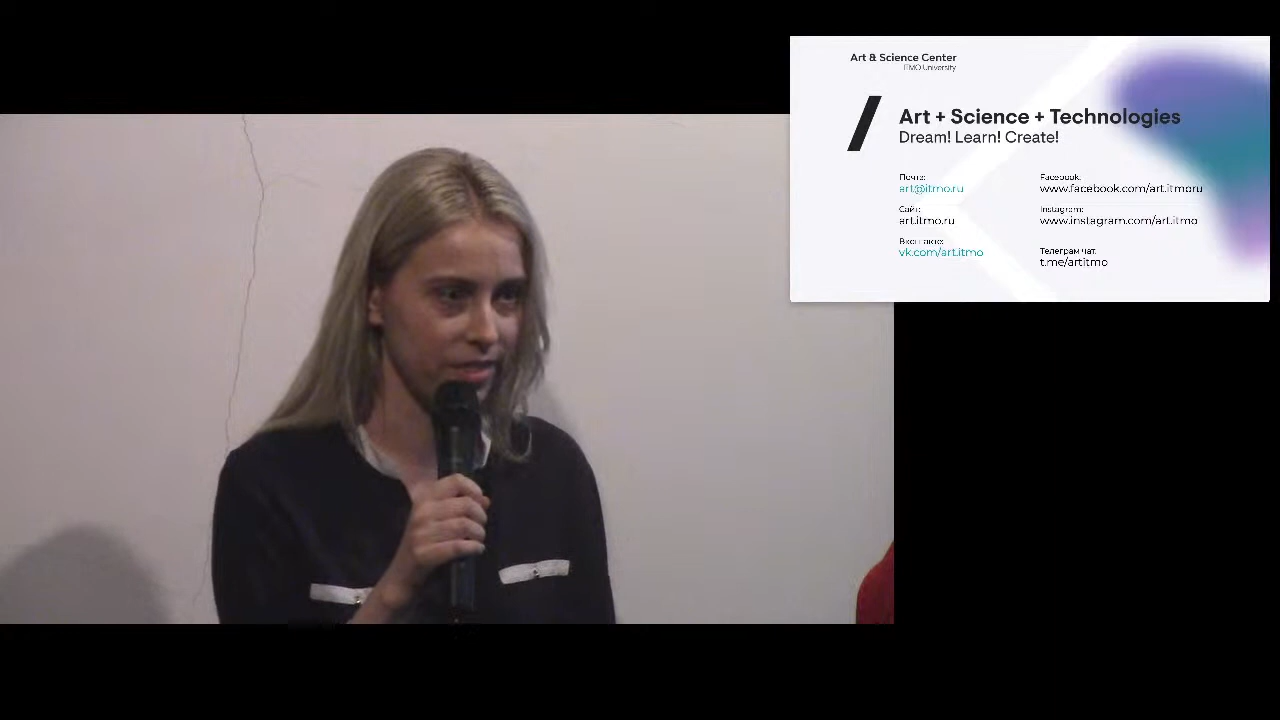 Art & Science Center
ITMO University
Art + Science + Technologies
Dream! Learn! Create!
Почта:
art@itmo.ru
Сайт:
art.itmo.ru
Вконтакте:
vk.com/art.itmo
Facebook:
www.facebook.com/art.itmoru
Instagram:
www.instagram.com/art.itmo
Телеграм чат:
t.me/artitmo